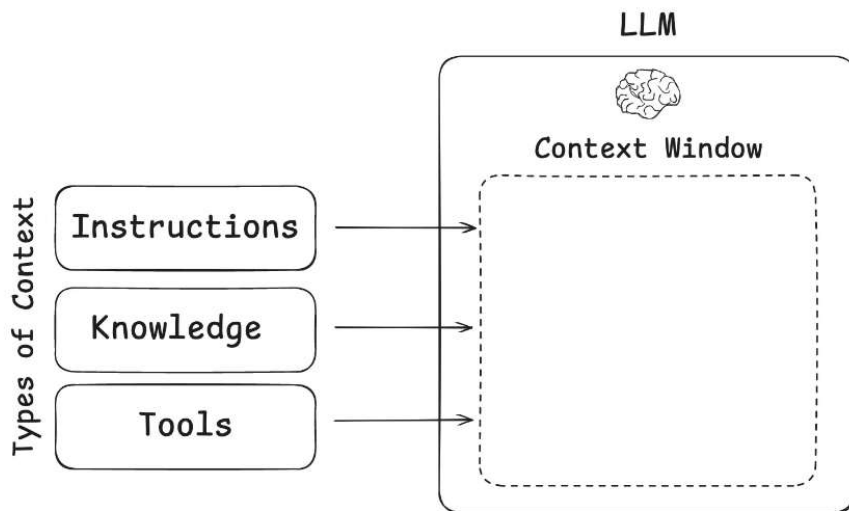 LLM
Context Window
Types of Context
Instructions
Knowledge
Tools